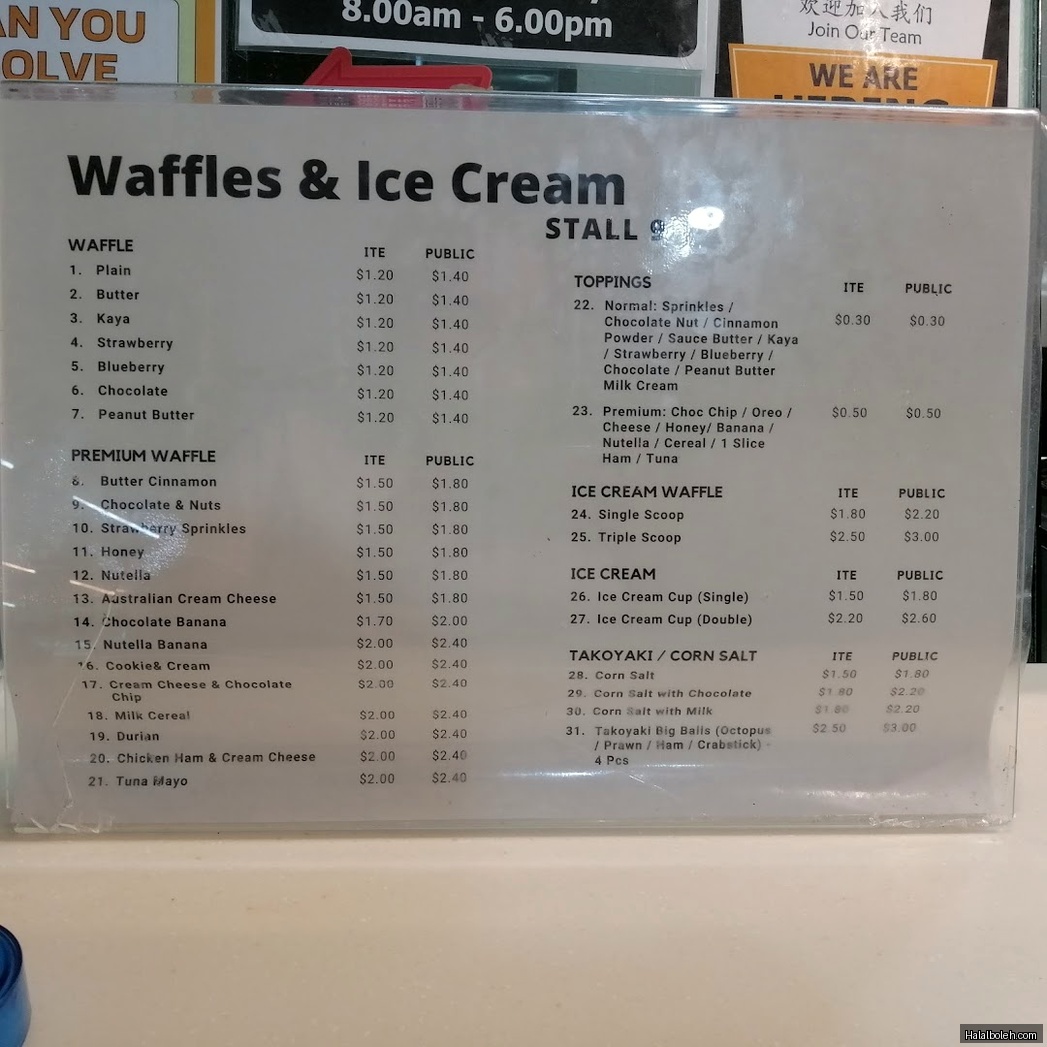 AN YOU
OLVE
8.00am - 6.00pm
欢迎加入我们
Join Our Team
WE ARE
HIRING
Waffles & Ice Cream
STALL 9
WAFFLE ITE PUBLIC
1. Plain $1.20 $1.40
2. Butter $1.20 $1.40
3. Kaya $1.20 $1.40
4. Strawberry $1.20 $1.40
5. Blueberry $1.20 $1.40
6. Chocolate $1.20 $1.40
7. Peanut Butter $1.20 $1.40
PREMIUM WAFFLE ITE PUBLIC
8. Butter Cinnamon $1.50 $1.80
9. Chocolate & Nuts $1.50 $1.80
10. Strawberry Sprinkles $1.50 $1.80
11. Honey $1.50 $1.80
12. Nutella $1.50 $1.80
13. Australian Cream Cheese $1.50 $1.80
14. Chocolate Banana $1.70 $2.00
15. Nutella Banana $2.00 $2.40
16. Cookie& Cream $2.00 $2.40
17. Cream Cheese & Chocolate $2.00 $2.40
Chip
18. Milk Cereal $2.00 $2.40
19. Durian $2.00 $2.40
20. Chicken Ham & Cream Cheese $2.00 $2.40
21. Tuna Mayo $2.00 $2.40
TOPPINGS ITE PUBLIC
22. Normal: Sprinkles /
Chocolate Nut / Cinnamon $0.30 $0.30
Powder / Sauce Butter / Kaya
/ Strawberry / Blueberry /
Chocolate / Peanut Butter
Milk Cream
23. Premium: Choc Chip / Oreo / $0.50 $0.50
Cheese / Honey/ Banana /
Nutella / Cereal / 1 Slice
Ham / Tuna
ICE CREAM WAFFLE ITE PUBLIC
24. Single Scoop $1.80 $2.20
25. Triple Scoop $2.50 $3.00
ICE CREAM ITE PUBLIC
26. Ice Cream Cup (Single) $1.50 $1.80
27. Ice Cream Cup (Double) $2.20 $2.60
TAKOYAKI / CORN SALT ITE PUBLIC
28. Corn Salt $1.50 $1.80
29. Corn Salt with Chocolate $1.80 $2.20
30. Corn Salt with Milk $1.80 $2.20
31. Takoyaki Big Balls (Octopus $2.50 $3.00
/ Prawn / Ham / Crabstick) -
4 Pcs
Halalboleh.com